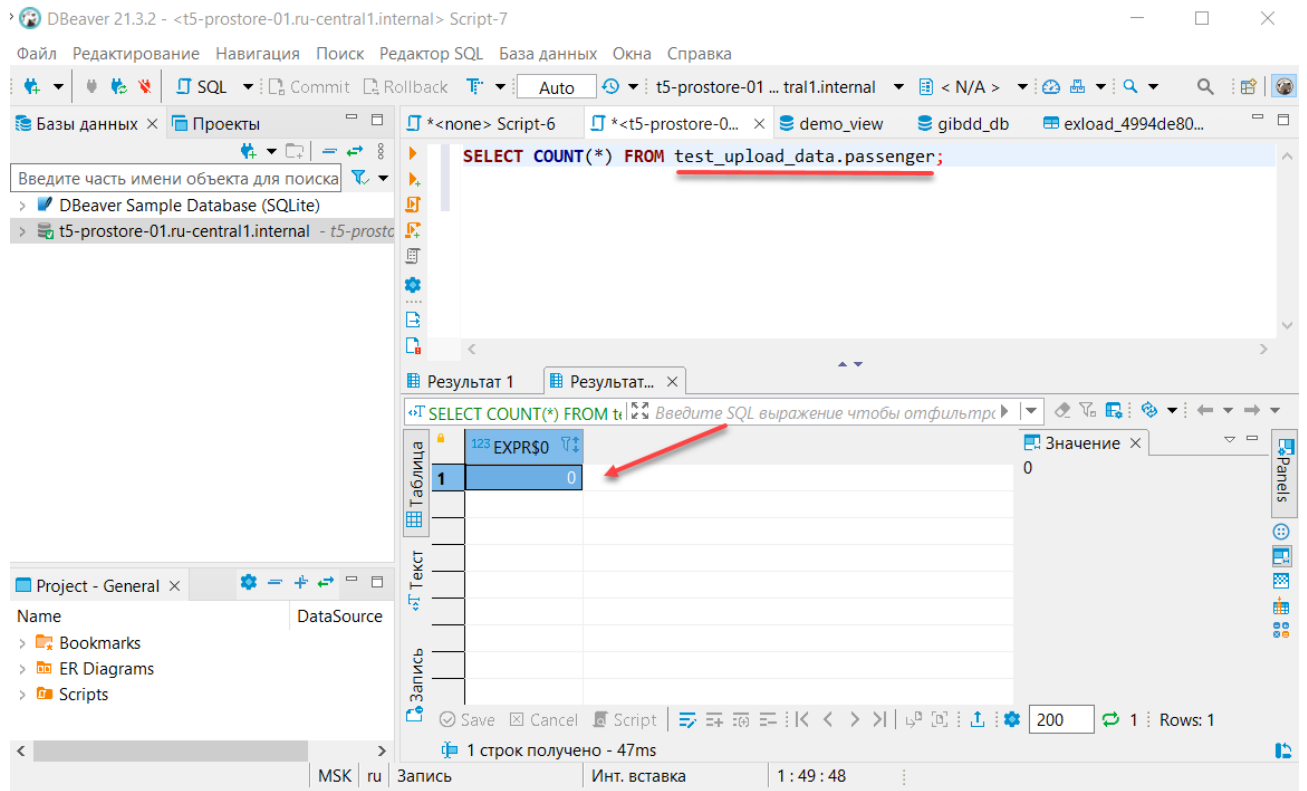 DBeaver 21.3.2 - <t5-prostore-01.ru-central1.internal> Script-7
Файл Редактирование Навигация Поиск Редактор SQL База данных Окна Справка
SQL Commit Rollback Auto t5-prostore-01 ... tral1.internal < N/A >
Базы данных Проекты
*<none> Script-6 *<t5-prostore-0... demo_view gibdd_db exload_4994de80...
Введите часть имени объекта для поиска
DBeaver Sample Database (SQLite)
t5-prostore-01.ru-central1.internal - t5-prosto
SELECT COUNT(*) FROM test_upload_data.passenger;
Результат 1 Результат...
SELECT COUNT(*) FROM te Введите SQL выражение чтобы отфильтро
Таблица
Текст
Запись
123 EXPR$0
1 0
Значение
0
Panels
Project - General
Name DataSource
Bookmarks
ER Diagrams
Scripts
Save Cancel Script 200 1 Rows: 1
1 строк получено - 47ms
MSK ru Запись Инт. вставка 1 : 49 : 48